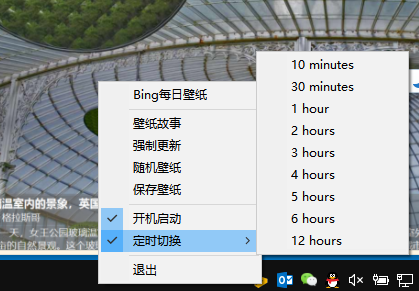 Bing每日壁纸
壁纸故事
强制更新
随机壁纸
保存壁纸
开机启动
定时切换
退出
10 minutes
30 minutes
1 hour
2 hours
3 hours
4 hours
5 hours
6 hours
12 hours
温室内的景象，英国
格拉斯哥
一天，女王公园玻璃温
的自然景观。这个玻